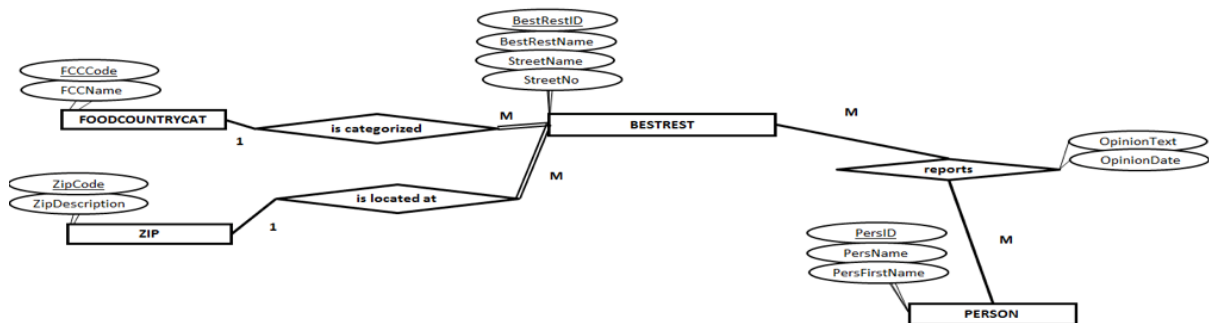 BestRestID
BestRestName
StreetName
StreetNo
FCCCode
FCCName
FOODCOUNTRYCAT
1
is categorized
M
BESTREST
M
OpinionText
OpinionDate
reports
ZipCode
ZipDescription
ZIP
1
is located at
M
PersID
PersName
PersFirstName
M
PERSON